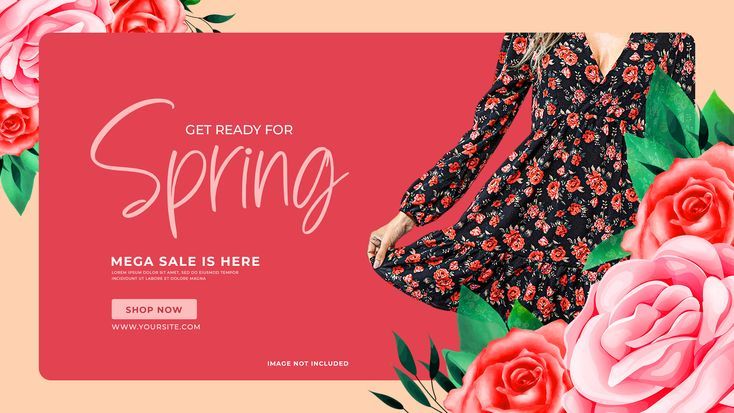 GET READY FOR
Spring
MEGA SALE IS HERE
LOREM IPSUM DOLOR SIT AMET, SED DO EIUSMOD TEMPOR
INCIDIDUNT UT LABORE ET DOLORE MAGNA
SHOP NOW
WWW.YOURSITE.COM
IMAGE NOT INCLUDED